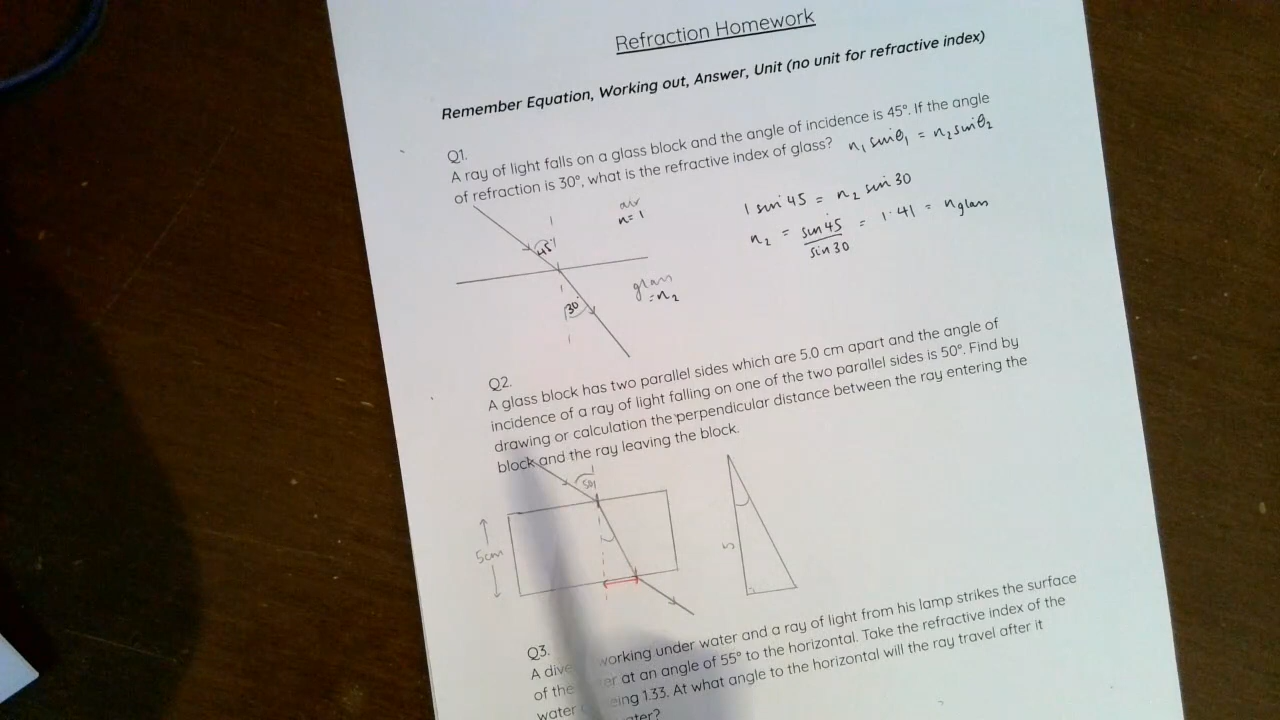 Refraction Homework
Remember Equation, Working out, Answer, Unit (no unit for refractive index)
Q1.
A ray of light falls on a glass block and the angle of incidence is 45°. If the angle
of refraction is 30°, what is the refractive index of glass? n₁ sinθ₁ = n₂ sinθ₂
air
n=1
45°
1 sin 45 = n₂ sin 30
n₂ = sin 45 / sin 30 = 1.41 = n glass
glass
=n₂
30°
Q2.
A glass block has two parallel sides which are 5.0 cm apart and the angle of
incidence of a ray of light falling on one of the two parallel sides is 50°. Find by
drawing or calculation the perpendicular distance between the ray entering the
block and the ray leaving the block.
50
5cm
5
Q3.
A working under water and a ray of light from his lamp strikes the surface
of the at an angle of 55° to the horizontal. Take the refractive index of the
water 1.33. At what angle to the horizontal will the ray travel after it